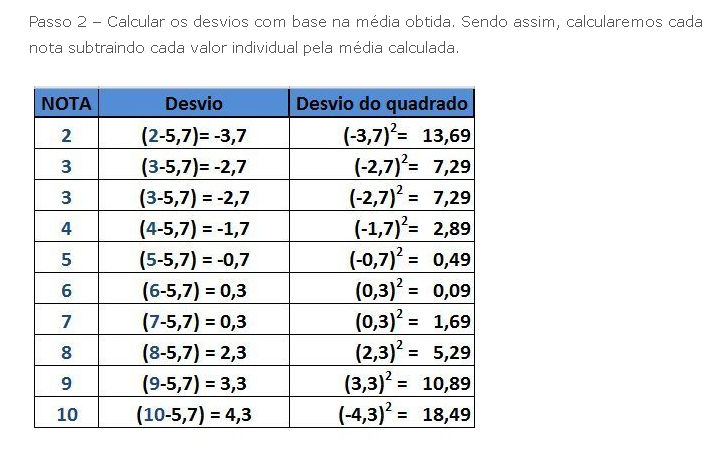 Passo 2 – Calcular os desvios com base na média obtida. Sendo assim, calcularemos cada
nota subtraindo cada valor individual pela média calculada.
NOTA Desvio Desvio do quadrado
2 (2-5,7)= -3,7 (-3,7)²= 13,69
3 (3-5,7)= -2,7 (-2,7)²= 7,29
3 (3-5,7) = -2,7 (-2,7)² = 7,29
4 (4-5,7) = -1,7 (-1,7)²= 2,89
5 (5-5,7) = -0,7 (-0,7)² = 0,49
6 (6-5,7) = 0,3 (0,3)² = 0,09
7 (7-5,7) = 0,3 (0,3)² = 1,69
8 (8-5,7) = 2,3 (2,3)² = 5,29
9 (9-5,7) = 3,3 (3,3)² = 10,89
10 (10-5,7) = 4,3 (-4,3)² = 18,49